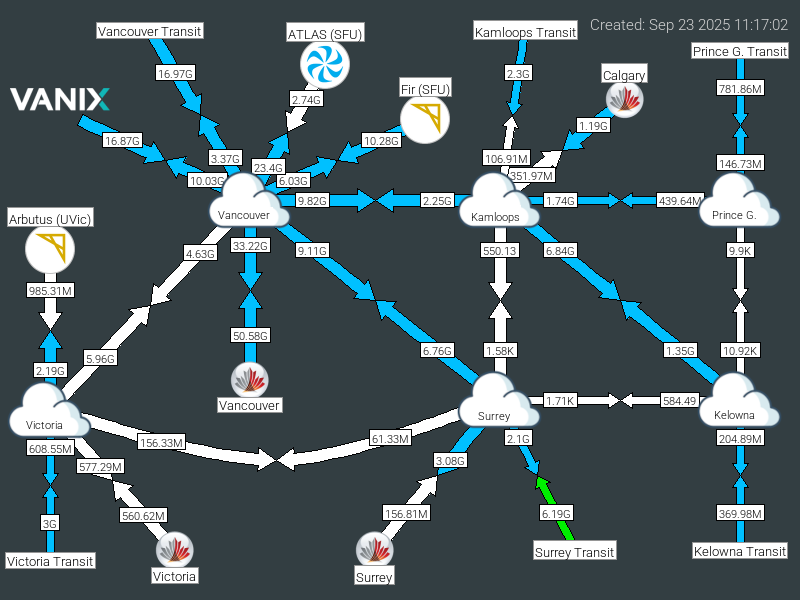 Created: Sep 23 2025 11:17:02
Vancouver Transit
ATLAS (SFU)
Kamloops Transit
Prince G. Transit
16.97G
2.3G
Calgary
Fir (SFU)
781.86M
VANIX
2.74G
1.19G
16.87G
10.28G
3.37G
106.91M
146.73M
23.4G
351.97M
10.03G
6.03G
9.82G
2.25G
1.74G
439.64M
Vancouver
Kamloops
Prince G.
Arbutus (UVic)
33.22G
4.63G
9.11G
550.13
6.84G
9.9K
985.31M
50.58G
5.96G
6.76G
1.58K
1.35G
10.92K
2.19G
Vancouver
1.71K
584.49
Victoria
Surrey
Kelowna
156.33M
61.33M
2.1G
204.89M
608.55M
577.29M
3.08G
3G
560.62M
156.81M
6.19G
369.98M
Victoria Transit
Victoria
Surrey
Surrey Transit
Kelowna Transit